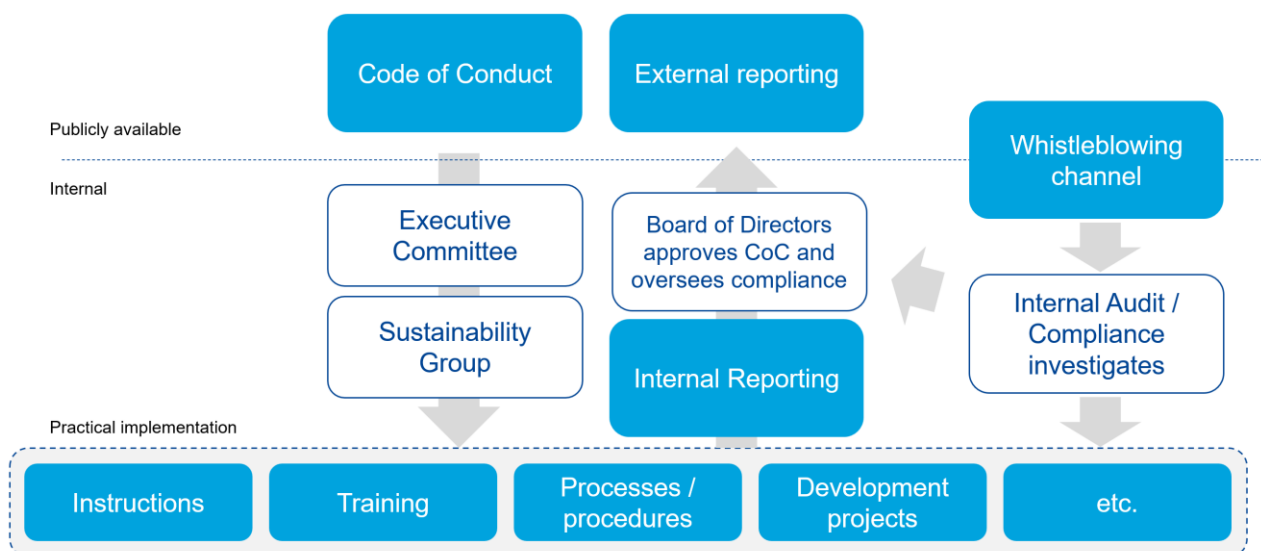 Code of Conduct
External reporting
Publicly available
Whistleblowing
channel
Internal
Executive
Committee
Board of Directors
approves CoC and
oversees compliance
Internal Audit /
Compliance
investigates
Sustainability
Group
Internal Reporting
Practical implementation
Instructions
Training
Processes /
procedures
Development
projects
etc.